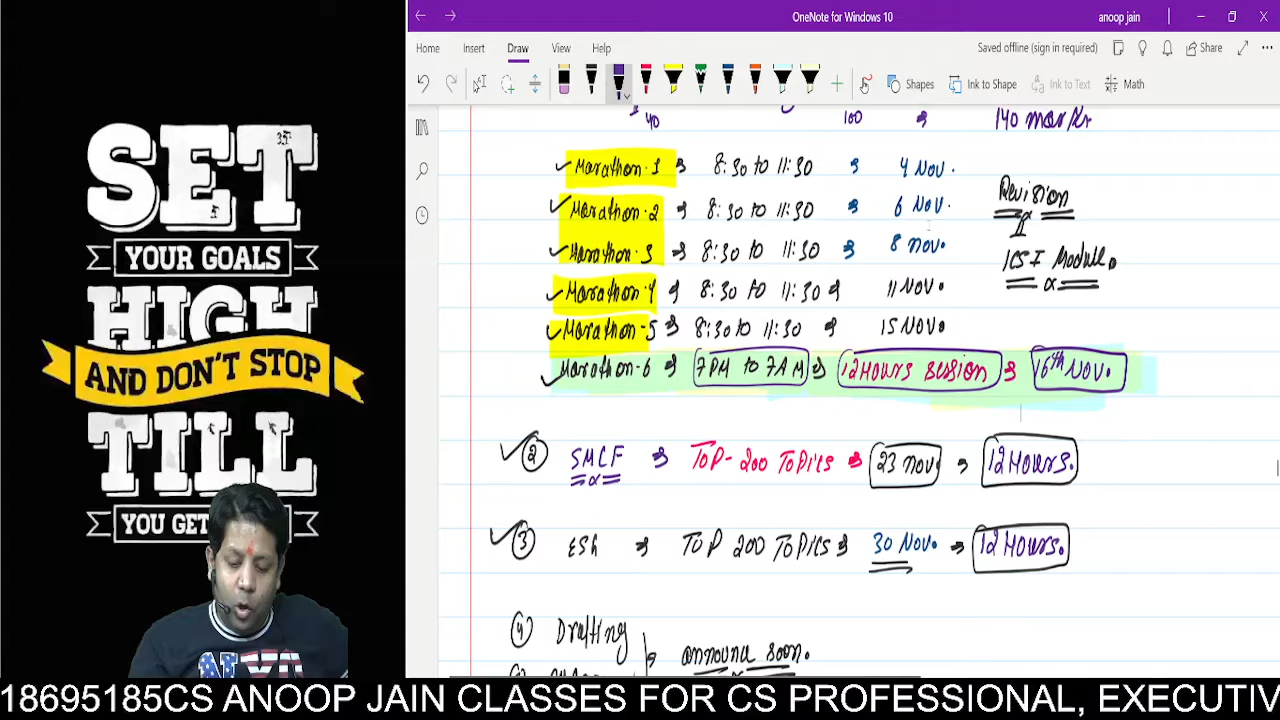 SET
YOUR GOALS
HIGH
AND DON'T STOP
TILL
YOU GET
OneNote for Windows 10
anoop jain
Home Insert Draw View Help
Saved offline (sign in required)
Share
Shapes
Ink to Shape
Ink to Text
Math
40 100 140 marks
Marathon-1 8:30 to 11:30 4 Nov.
Marathon-2 8:30 to 11:30 6 Nov.
Revision
Marathon-3 8:30 to 11:30 8 nov.
ICSI Module.
Marathon-4 8:30 to 11:30 11 Nov.
Marathon-5 8:30 to 11:30 15 Nov.
Marathon-6 7PM to 7AM 12 Hours session 16th Nov.
2 SMCF TOP-200 TOPICS 23 nov. 12 Hours.
3 ESH TOP 200 TOPICS 30 Nov. 12 Hours.
4 Drafting
announce soon.
18695185CS ANOOP JAIN CLASSES FOR CS PROFESSIONAL, EXECUTIV